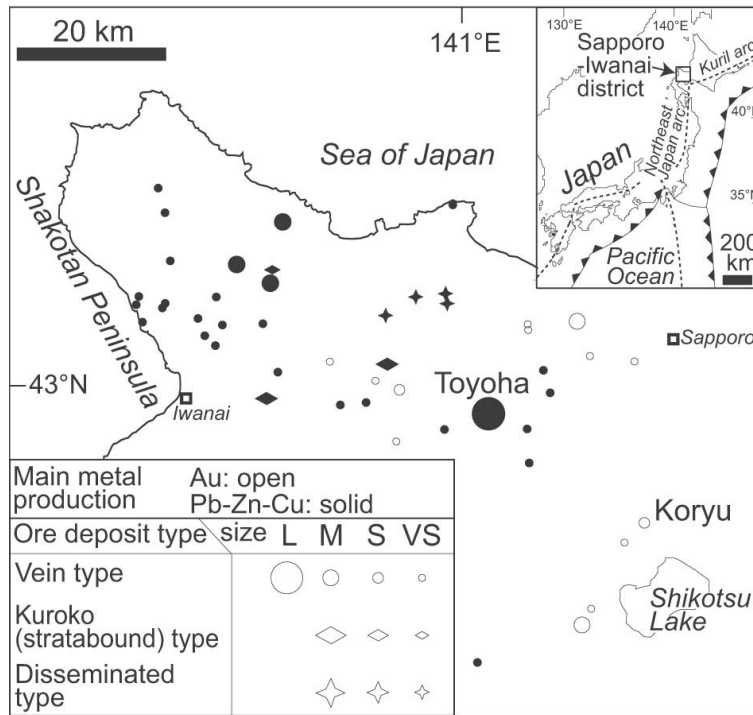 20 km
141°E
Sea of Japan
Shakotan Peninsula
43°N
Iwanai
Toyoha
Sapporo
Koryu
Shikotsu
Lake
130°E
140°E
Sapporo
-Iwanai
district
Kuril arc
40°N
Northeast
Japan arc
Japan
35°N
Pacific
Ocean
200
km
Main metal
production
Au: open
Pb-Zn-Cu: solid
Ore deposit type size L M S VS
Vein type
Kuroko
(stratabound) type
Disseminated
type